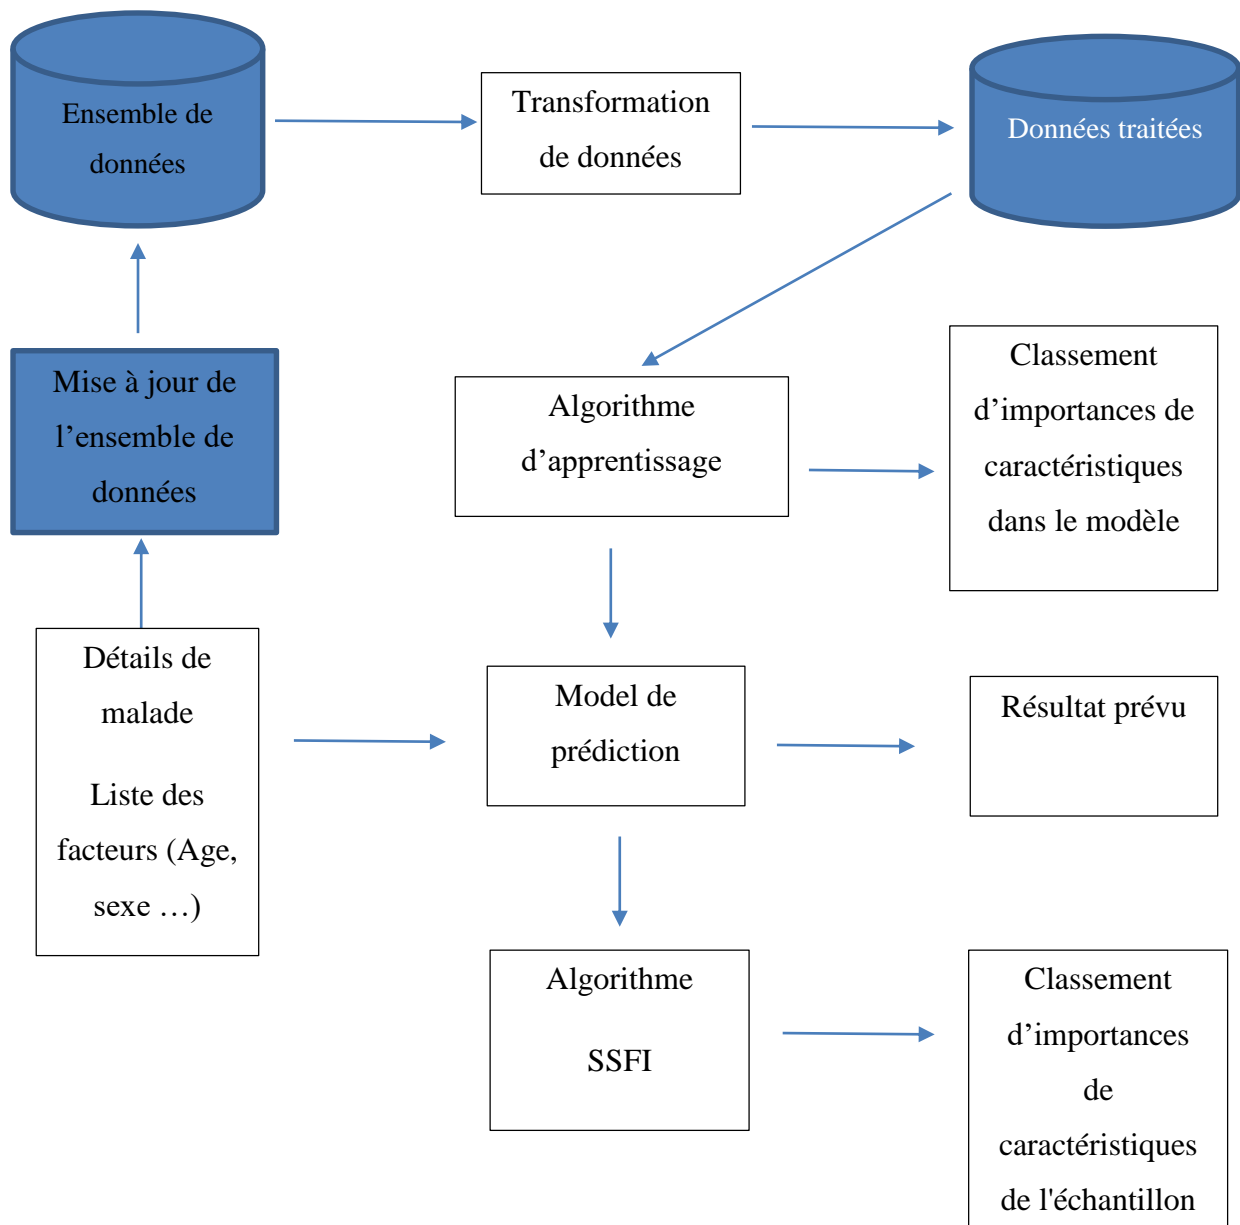 Ensemble de
données
Transformation
de données
Données traitées
Mise à jour de
l’ensemble de
données
Algorithme
d’apprentissage
Classement
d’importances de
caractéristiques
dans le modèle
Détails de
malade
Liste des
facteurs (Age,
sexe …)
Model de
prédiction
Résultat prévu
Algorithme
SSFI
Classement
d’importances
de
caractéristiques
de l'échantillon